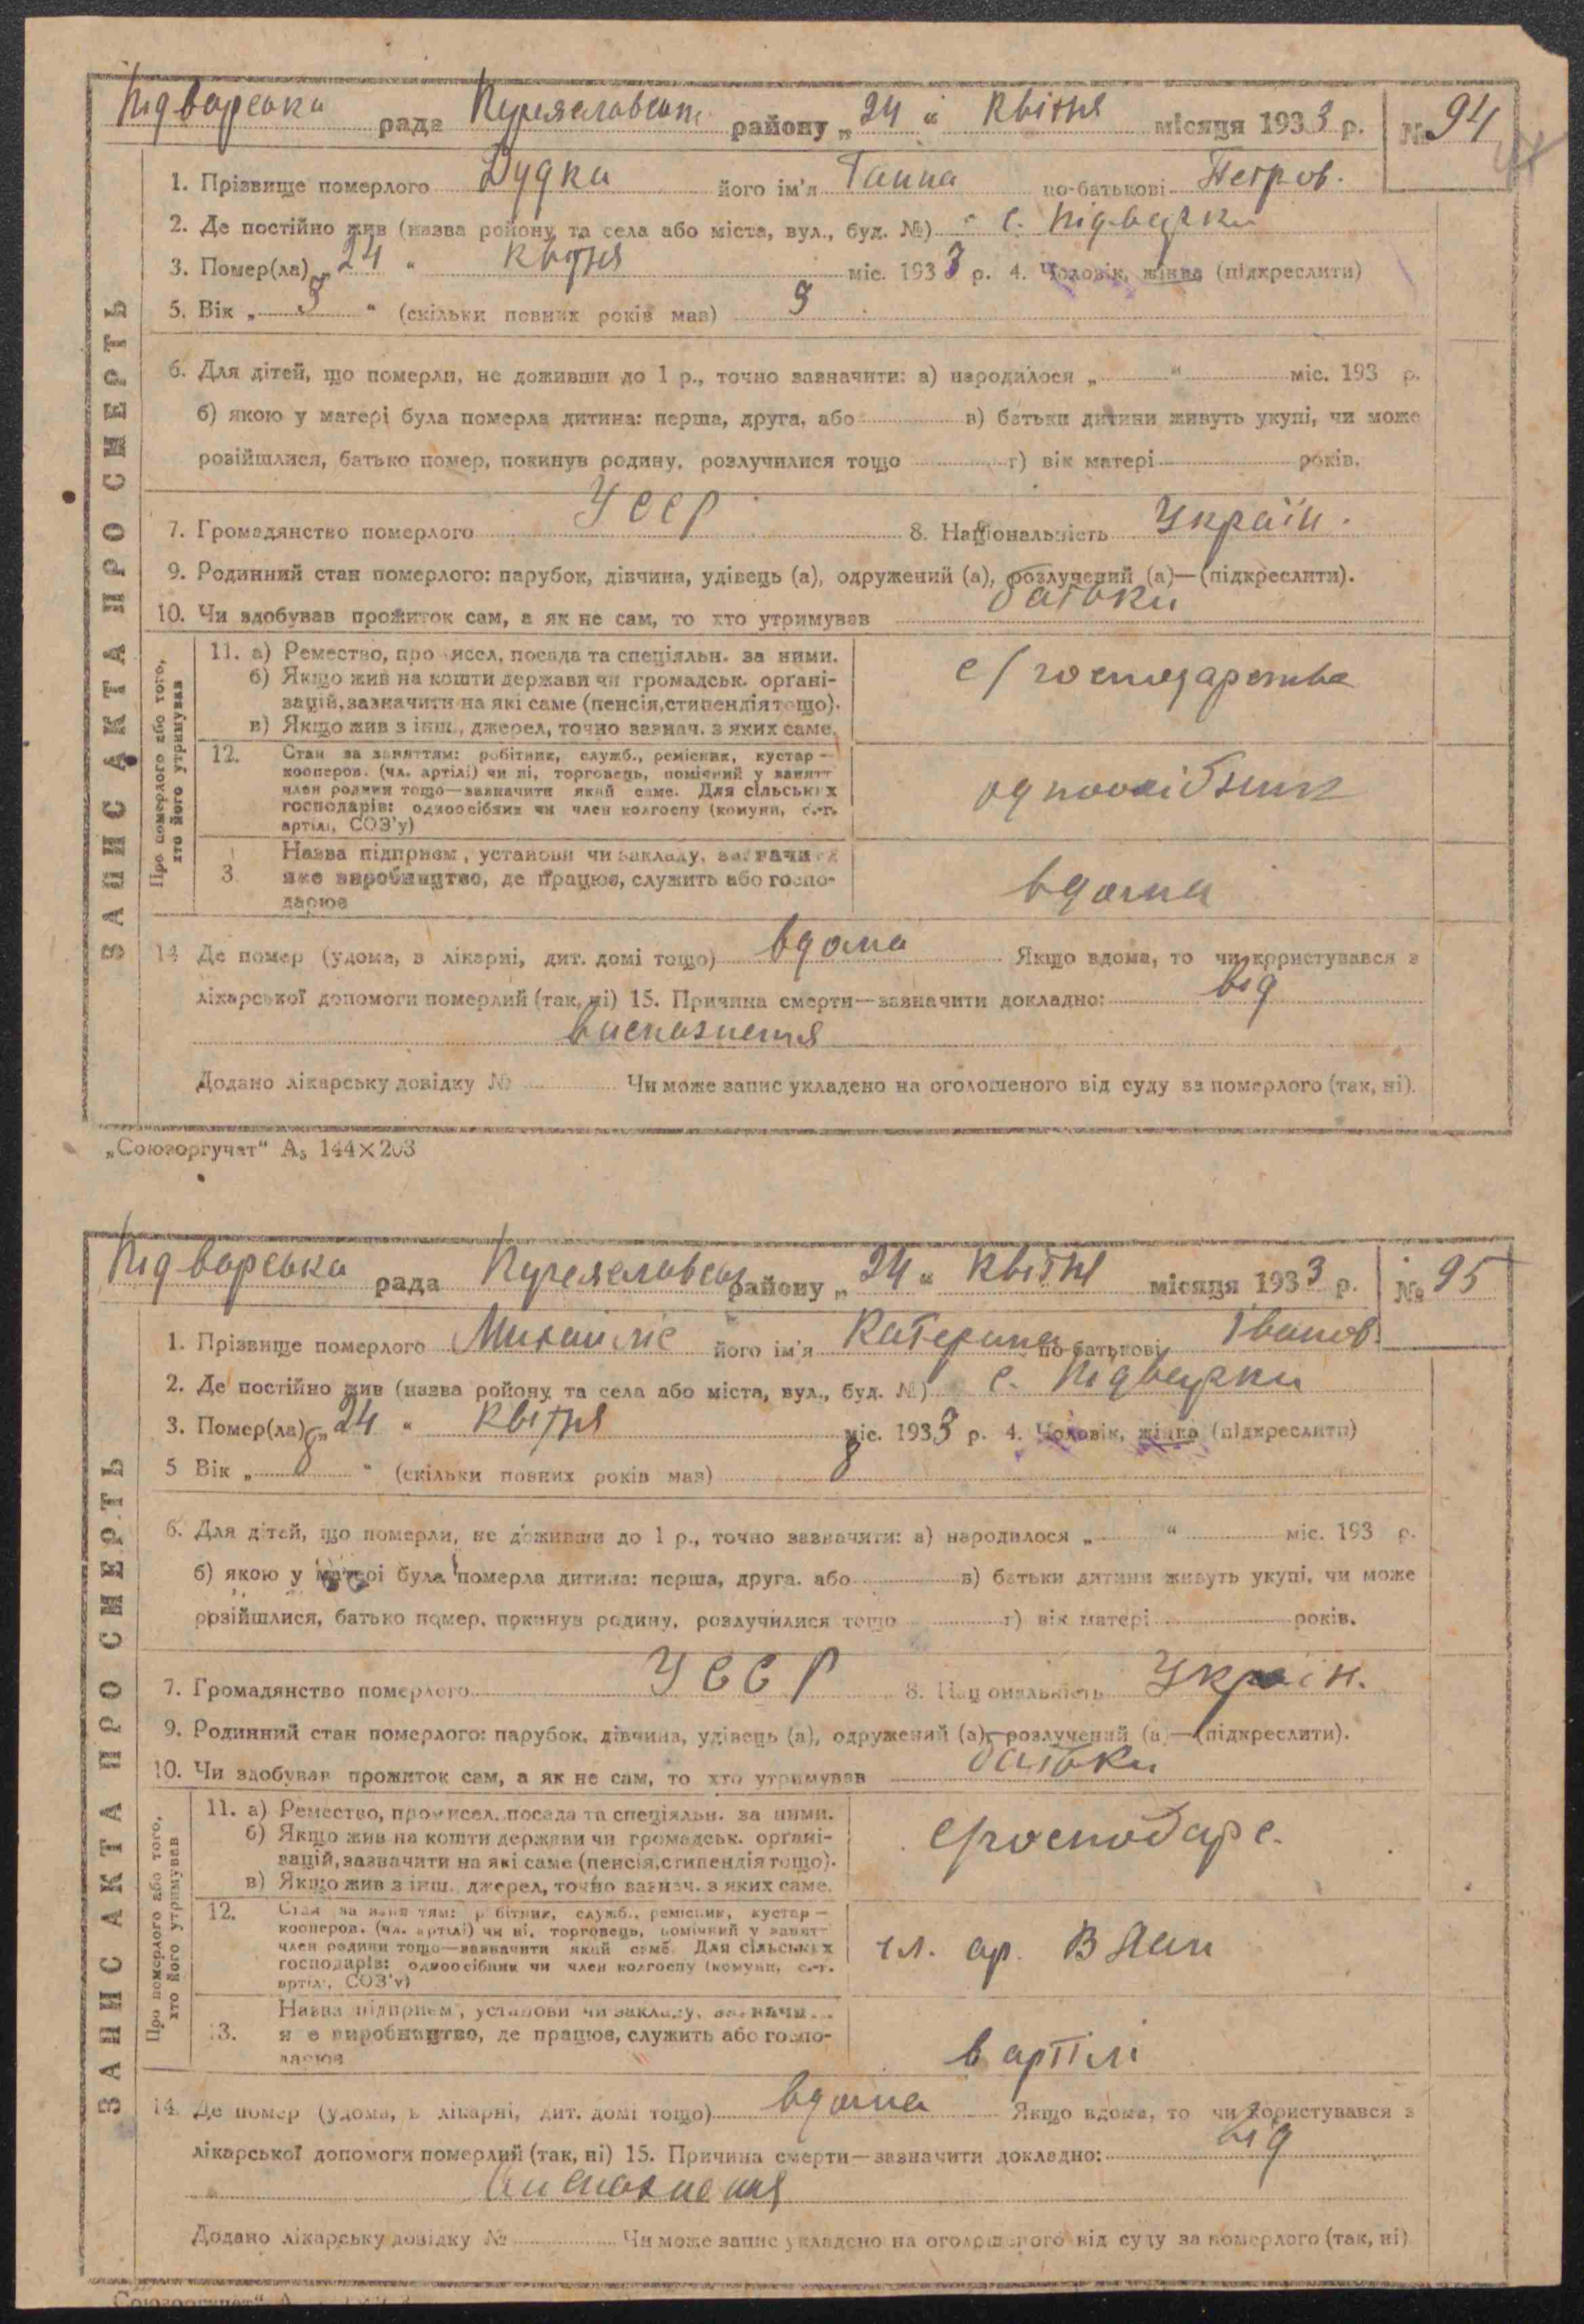 Підварська рада Переяславськ. району „24“ Квітня місяця 1933 р. № 94
1. Прізвище померлого Дудка його ім'я Ганна по-батькові Петров.
2. Де постійно жив (назва району та села або міста, вул., буд. №) с. Підварки
3. Помер(ла) „24“ Квітня міс. 1933 р. 4. Чоловік, жінка (підкреслити)
5. Вік „9“ (скільки повних років мав) 9
6. Для дітей, що померли, не доживши до 1 р., точно зазначити: а) народилося „ “ міс. 193 р.
б) якою у матері була померла дитина: перша, друга, або в) батьки дитини живуть укупі, чи може
розійшлися, батько помер, покинув родину, розлучилися тощо г) вік матері років.
7. Громадянство померлого УССР 8. Національність Україн.
9. Родинний стан померлого: парубок, дівчина, удівець (а), одружений (а), розлучений (а)—(підкреслити).
10. Чи здобував прожиток сам, а як не сам, то хто утримував батьки
ЗАПИС АКТА ПРО СМЕРТЬ
Про померлого або того,
хто його утримував
11. а) Ремество, про яссл, посада та спеціяльн. за ними.
б) Якщо жив на кошти держави чи громадськ. орґані-
зацій, зазначити на які саме (пенсія, стипендія тощо).
в) Якщо жив з інш., джерел, точно зазнач. з яких саме.
с/господарства
12. Стан за заняттям: робітник, служб., ремісник, кустар—
кооперов. (чл. артілі) чи ні, торговець, помічний у занятт
член родини тощо—зазначити який саме. Для сільських
господарів: одноосібник чи член колгоспу (комуни, с.-г.
артілі, СОЗ'у)
одноосібник
3. Назва підприєм, установи чи закладу, зазначити
яке виробництво, де працює, служить або госпо-
дарює
вдома
14 Де помер (удома, в лікарні, дит. домі тощо) вдома Якщо вдома, то чи користувався з
лікарської допомоги померлий (так, ні) 15. Причина смерти—зазначити докладно: від
виснаження
Додано лікарську довідку № Чи може запис укладено на оголошеного від суду за померлого (так, ні).
„Союзоргучат“ А₅ 144×203
Підварська рада Переяславськ району „24“ Квітня місяця 1933 р. № 95
1. Прізвище померлого його ім'я Катерина по-батькові Іванов.
2. Де постійно жив (назва району та села або міста, вул., буд. №) с. Підварки
3. Помер(ла) „24“ Квітня міс. 1933 р. 4. Чоловік, жінка (підкреслити)
5 Вік „8“ (скільки повних років мав) 8
6. Для дітей, що померли, не доживши до 1 р., точно зазначити: а) народилося „ “ міс. 193 р.
б) якою у матері була померла дитина: перша, друга. або в) батьки дитини живуть укупі, чи може
розійшлися, батько помер, покинув родину, розлучилися тощо г) вік матері років.
7. Громадянство померлого УССР 8. Національність Україн.
9. Родинний стан померлого: парубок, дівчина, удівець (а), одружений (а), розлучений (а)—(підкреслити).
10. Чи здобував прожиток сам, а як не сам, то хто утримував батьки
ЗАПИС АКТА ПРО СМЕРТЬ
Про померлого або того,
хто його утримував
11. а) Ремество, промисел, посада та спеціяльн. за ними.
б) Якщо жив на кошти держави чи громадськ. орґані-
зацій, зазначити на які саме (пенсія, стипендія тощо).
в) Якщо жив з інш. джерел, точно зазнач. з яких саме.
с/господарс.
12. Стан за заняттям: робітник, служб., ремісник, кустар—
кооперов. (чл. артілі) чи ні, торговець, помічний у занятт
член родини тощо—зазначити який саме. Для сільських
господарів: одноосібник чи член колгоспу (комуни, с.-г.
артілі, СОЗ'у)
чл. ар.
13. Назва підприєм, установи чи закладу, зазначи
яке виробництво, де працює, служить або госпо-
дарює
в артілі
14. Де помер (удома, в лікарні, дит. домі тощо) вдома Якщо вдома, то чи користувався з
лікарської допомоги померлий (так, ні) 15. Причина смерти—зазначити докладно: від
виснаження
Додано лікарську довідку № Чи може запис укладено на оголошеного від суду за померлого (так, ні)
„Союзоргучат“ А